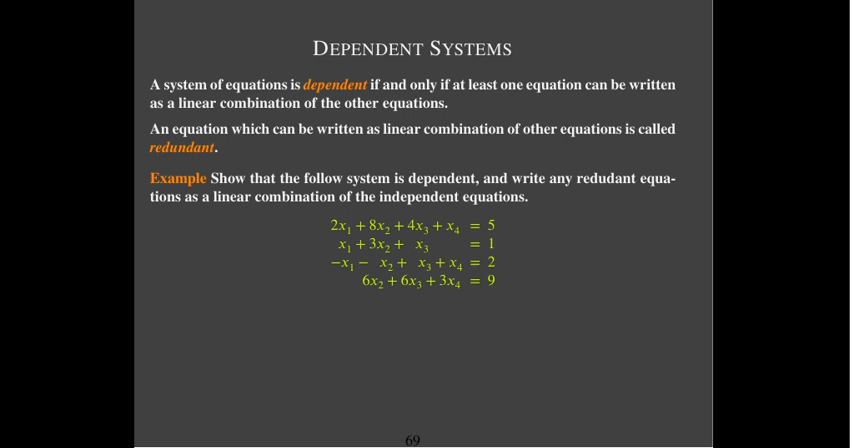 DEPENDENT SYSTEMS
A system of equations is dependent if and only if at least one equation can be written
as a linear combination of the other equations.
An equation which can be written as linear combination of other equations is called
redundant.
Example Show that the follow system is dependent, and write any redudant equa-
tions as a linear combination of the independent equations.
2x₁ + 8x₂ + 4x₃ + x₄ = 5
x₁ + 3x₂ + x₃ = 1
−x₁ − x₂ + x₃ + x₄ = 2
6x₂ + 6x₃ + 3x₄ = 9
69